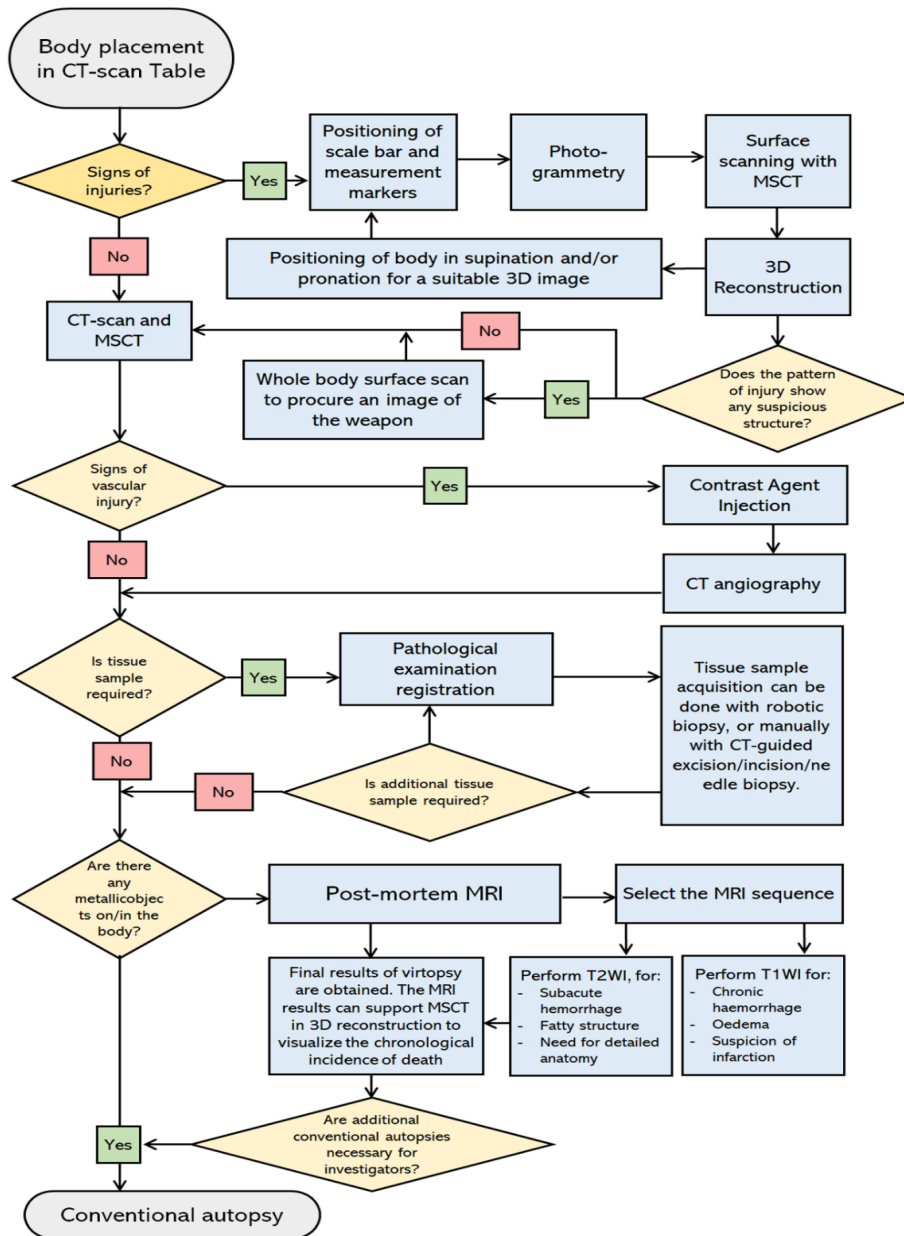 Body placement
in CT-scan Table
Signs of
injuries?
Yes
Positioning of
scale bar and
measurement
markers
Photo-
grammetry
Surface
scanning with
MSCT
No
Positioning of body in supination and/or
pronation for a suitable 3D image
3D
Reconstruction
CT-scan and
MSCT
No
Whole body surface scan
to procure an image of
the weapon
Yes
Does the pattern
of injury show
any suspicious
structure?
Signs of
vascular
injury?
Yes
Contrast Agent
Injection
No
CT angiography
Is tissue
sample
required?
Yes
Pathological
examination
registration
Tissue sample
acquisition can be
done with robotic
biopsy, or manually
with CT-guided
excision/incision/ne
edle biopsy.
No
No
Is additional tissue
sample required?
Are there
any
metallicobjec
ts on/in the
body?
Post-mortem MRI
Select the MRI sequence
Final results of virtopsy
are obtained. The MRI
results can support MSCT
in 3D reconstruction to
visualize the chronological
incidence of death
Perform T2WI, for:
- Subacute
hemorrhage
- Fatty structure
- Need for detailed
anatomy
Perform T1WI for:
- Chronic
haemorrhage
- Oedema
- Suspicion of
infarction
Yes
Are additional
conventional autopsies
necessary for
investigators?
Conventional autopsy